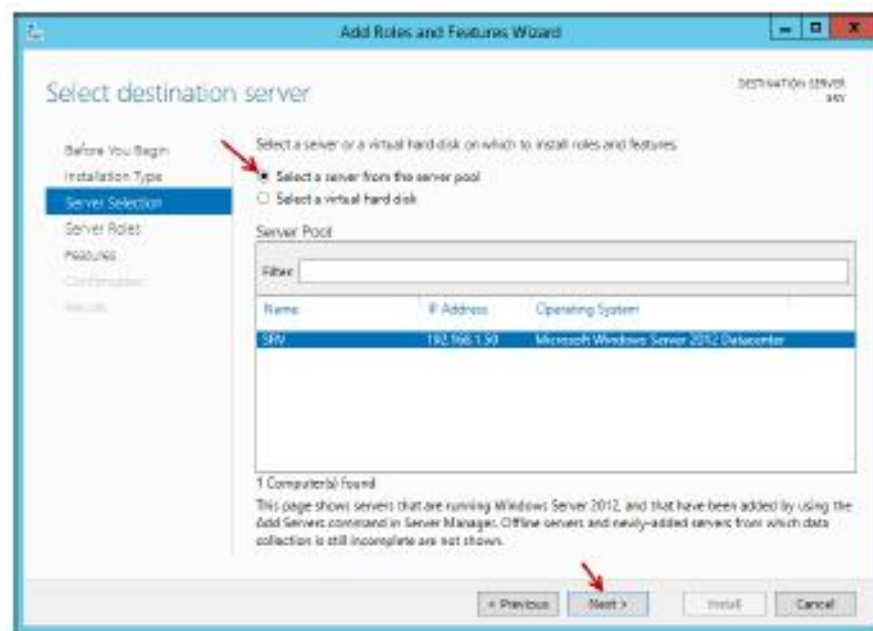 Add Roles and Features Wizard
Select destination server
DESTINATION SERVER
SRV
Before You Begin
Installation Type
Server Selection
Server Roles
Features
Confirmation
Results
Select a server or a virtual hard disk on which to install roles and features.
Select a server from the server pool
Select a virtual hard disk
Server Pool
Filter:
Name IP Address Operating System
SRV 192.168.1.50 Microsoft Windows Server 2012 Datacenter
1 Computer(s) found
This page shows servers that are running Windows Server 2012, and that have been added by using the
Add Servers command in Server Manager. Offline servers and newly-added servers from which data
collection is still incomplete are not shown.
< Previous Next > Install Cancel